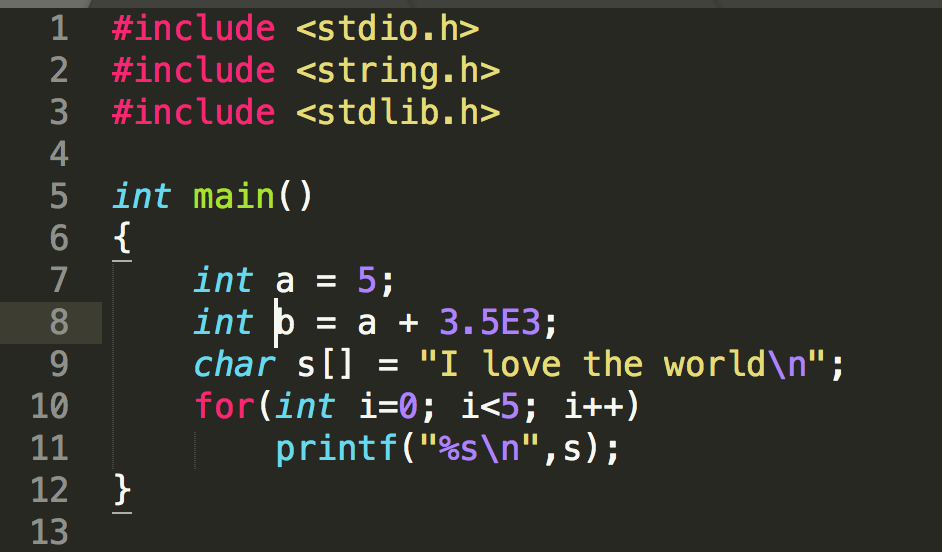 1 #include <stdio.h>
2 #include <string.h>
3 #include <stdlib.h>
4
5 int main()
6 {
7     int a = 5;
8     int b = a + 3.5E3;
9     char s[] = "I love the world\n";
10     for(int i=0; i<5; i++)
11         printf("%s\n",s);
12 }
13